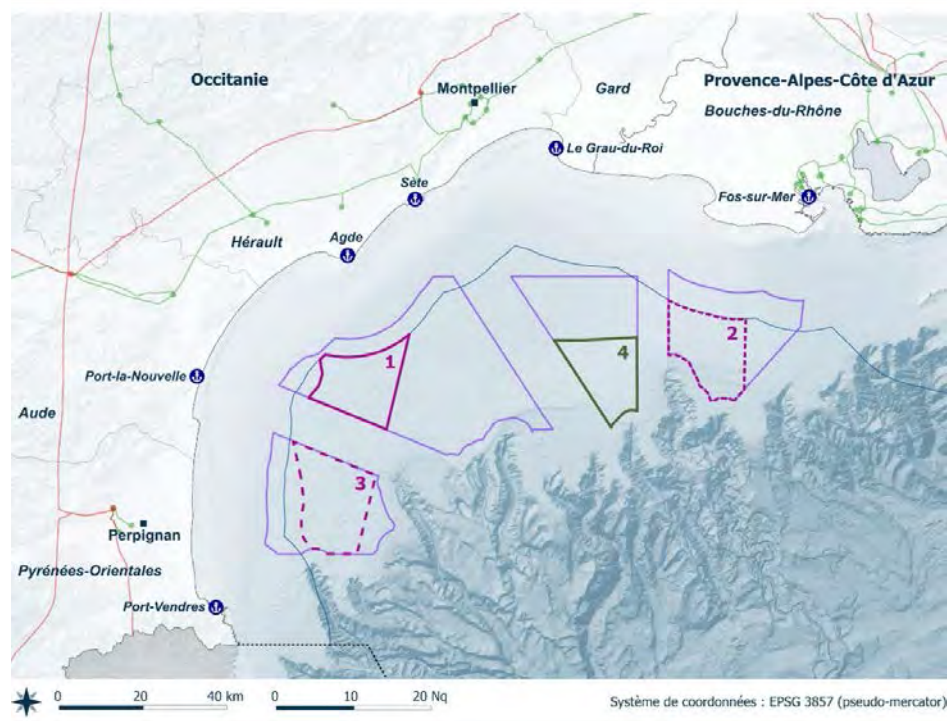 Occitanie
Provence-Alpes-Côte d'Azur
Montpellier
Gard
Bouches-du-Rhône
Le Grau-du-Roi
Sète
Fos-sur-Mer
Hérault
Agde
1
2
4
Port-la-Nouvelle
Aude
3
Perpignan
Pyrénées-Orientales
Port-Vendres
0 20 40 km
0 10 20 Nq
Système de coordonnées : EPSG 3857 (pseudo-mercator)